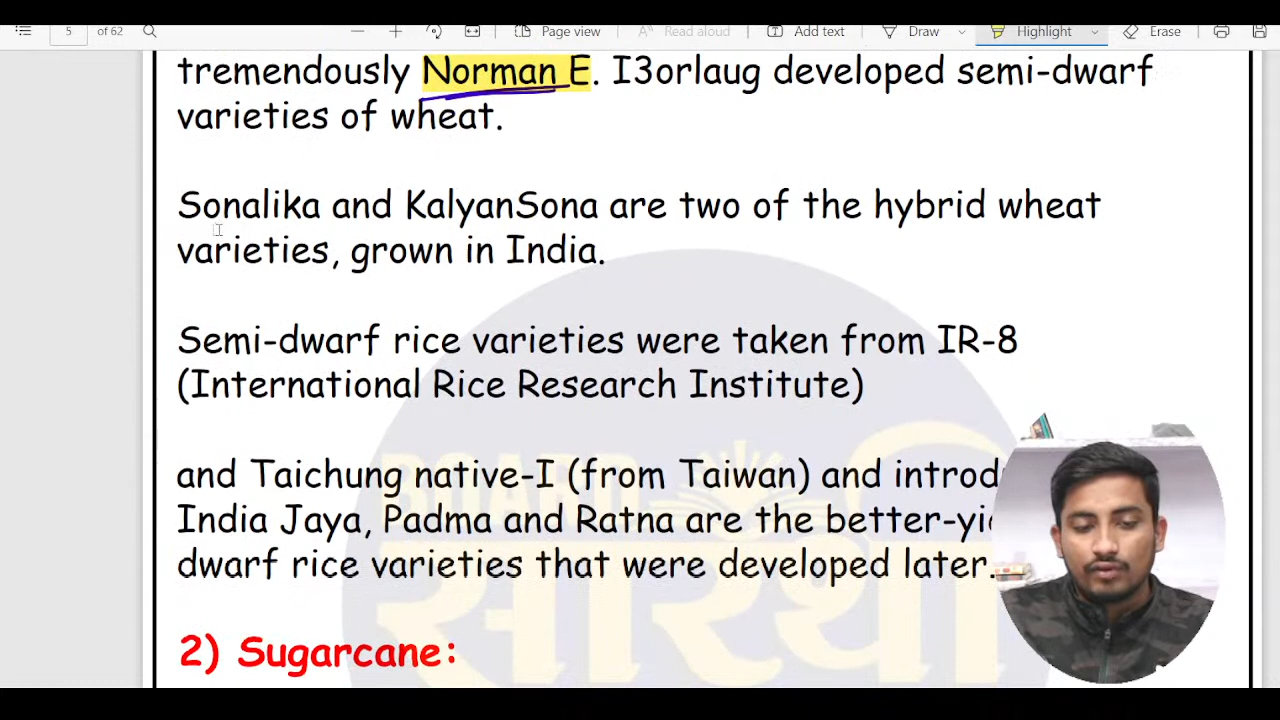 5 of 62 Page view Read aloud Add text Draw Highlight Erase
tremendously Norman E. I3orlaug developed semi-dwarf
varieties of wheat.
Sonalika and KalyanSona are two of the hybrid wheat
varieties, grown in India.
Semi-dwarf rice varieties were taken from IR-8
(International Rice Research Institute)
and Taichung native-I (from Taiwan) and
India Jaya, Padma and Ratna are the
dwarf rice varieties that were developed later.
2) Sugarcane:
BOARD
सारथी